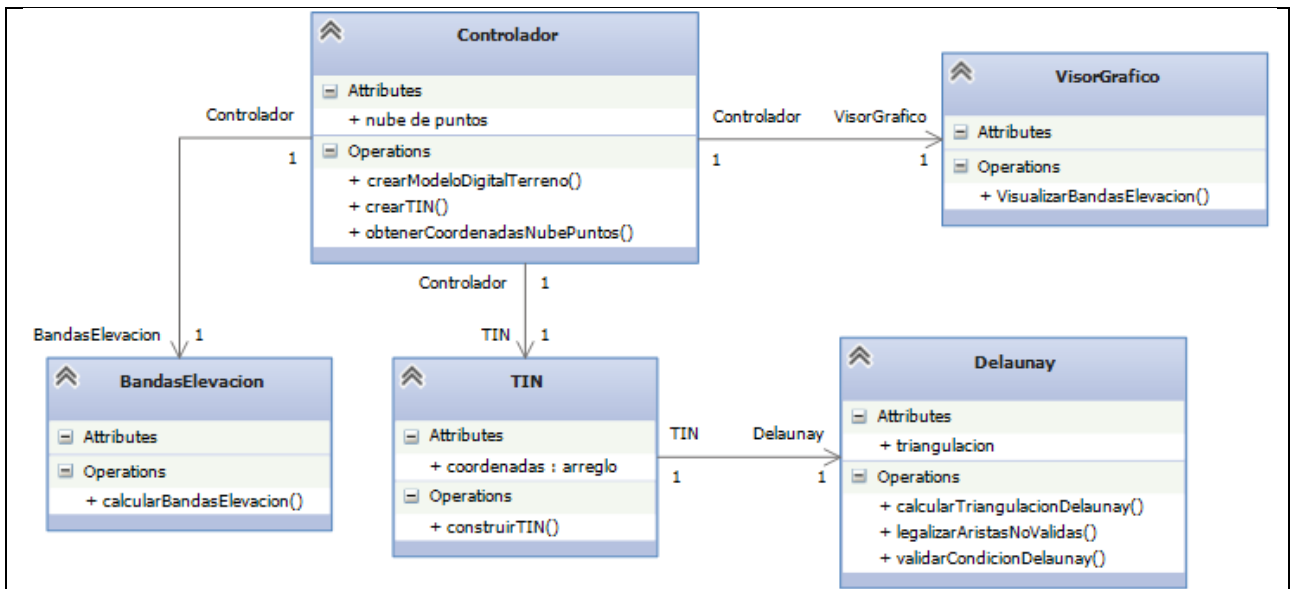 Controlador
Attributes
+ nube de puntos
Operations
+ crearModeloDigitalTerreno()
+ crearTIN()
+ obtenerCoordenadasNubePuntos()
Controlador
1
BandasElevacion
1
Controlador
1
VisorGrafico
1
VisorGrafico
Attributes
Operations
+ VisualizarBandasElevacion()
Controlador
1
TIN
1
BandasElevacion
Attributes
Operations
+ calcularBandasElevacion()
TIN
Attributes
+ coordenadas : arreglo
Operations
+ construirTIN()
TIN
1
Delaunay
1
Delaunay
Attributes
+ triangulacion
Operations
+ calcularTriangulacionDelaunay()
+ legalizarAristasNoValidas()
+ validarCondicionDelaunay()